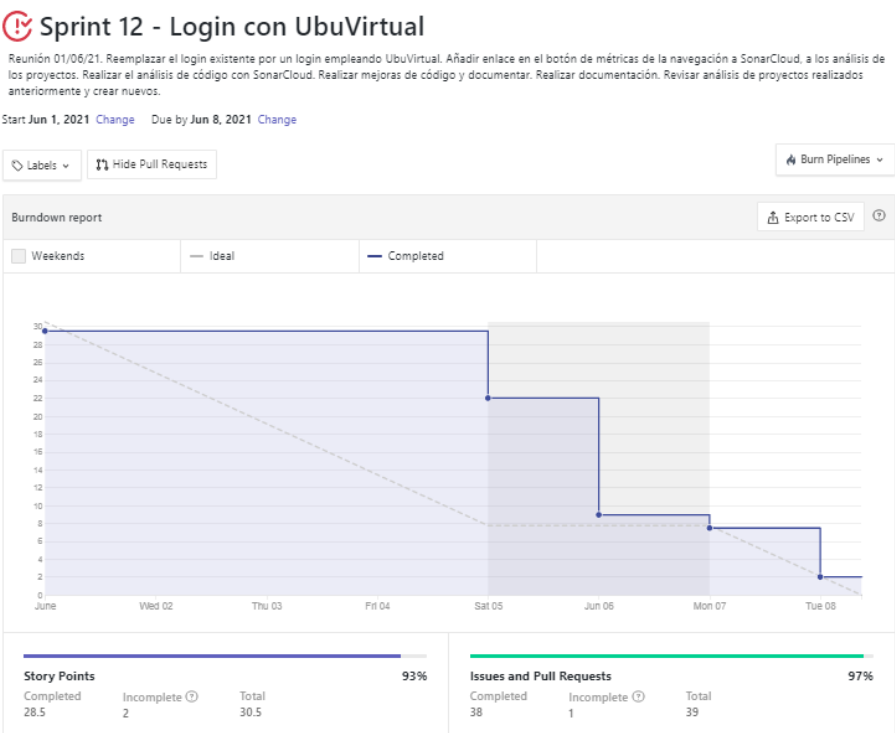 Sprint 12 - Login con UbuVirtual
Reunión 01/06/21. Reemplazar el login existente por un login empleando UbuVirtual. Añadir enlace en el botón de métricas de la navegación a SonarCloud, a los análisis de
los proyectos. Realizar el análisis de código con SonarCloud. Realizar mejoras de código y documentar. Realizar documentación. Revisar análisis de proyectos realizados
anteriormente y crear nuevos.
Start Jun 1, 2021 Change Due by Jun 8, 2021 Change
Labels Hide Pull Requests Burn Pipelines
Burndown report Export to CSV ?
Weekends Ideal Completed
30
28
26
24
22
20
18
16
14
12
10
8
6
4
2
0
June Wed 02 Thu 03 Fri 04 Sat 05 Jun 06 Mon 07 Tue 08
Story Points 93%
Completed Incomplete ? Total
28.5 2 30.5
Issues and Pull Requests 97%
Completed Incomplete ? Total
38 1 39